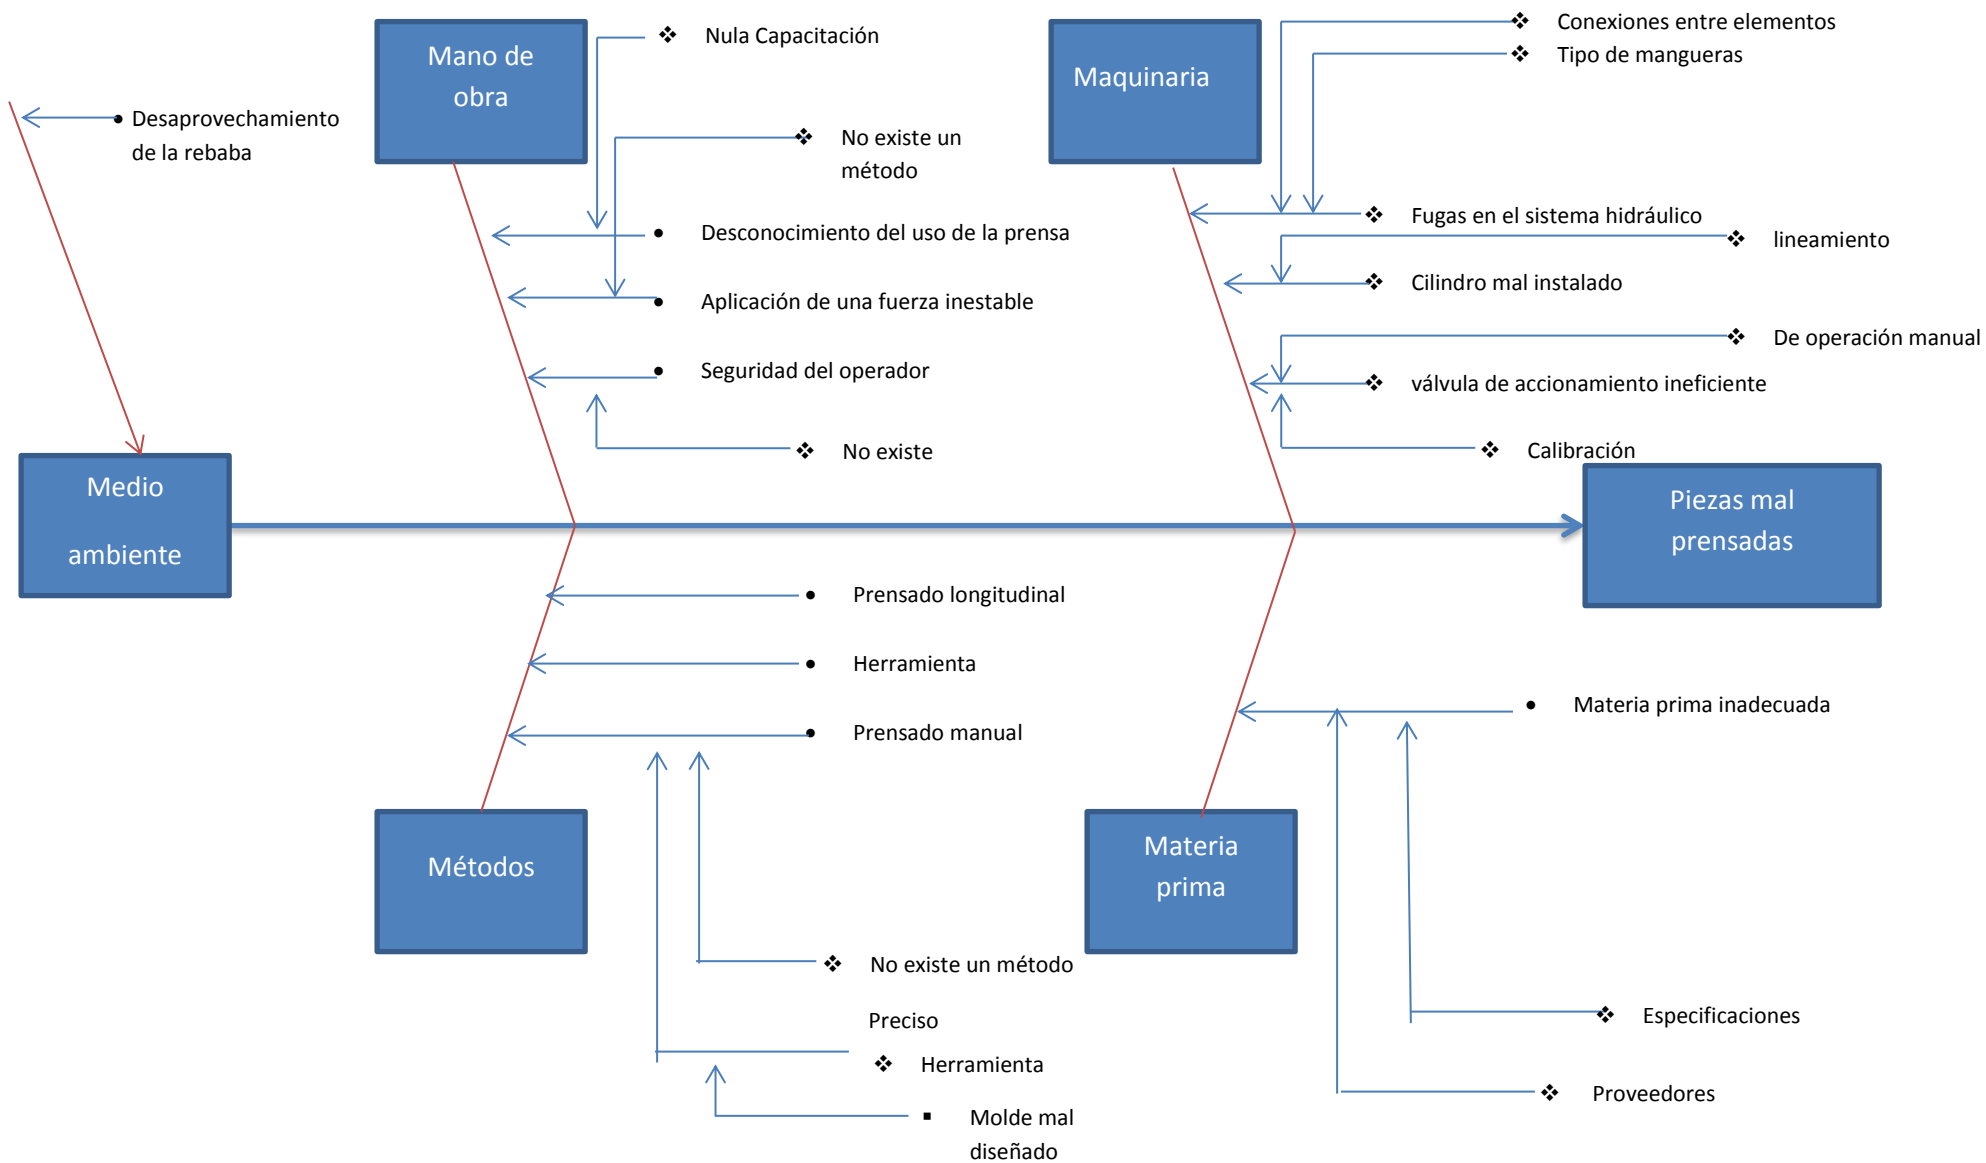 Mano de
obra
Nula Capacitación
Maquinaria
Conexiones entre elementos
Tipo de mangueras
Desaprovechamiento
de la rebaba
No existe un
método
Desconocimiento del uso de la prensa
Fugas en el sistema hidráulico
lineamiento
Aplicación de una fuerza inestable
Cilindro mal instalado
De operación manual
Seguridad del operador
válvula de accionamiento ineficiente
No existe
Calibración
Medio
ambiente
Piezas mal
prensadas
Prensado longitudinal
Herramienta
Prensado manual
Materia prima inadecuada
Métodos
Materia
prima
No existe un método
Preciso
Herramienta
Molde mal
diseñado
Especificaciones
Proveedores